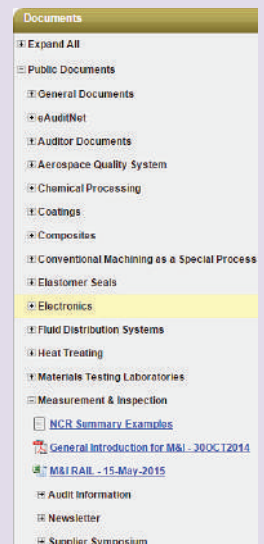 Documents
Expand All
Public Documents
General Documents
eAuditNet
Auditor Documents
Aerospace Quality System
Chemical Processing
Coatings
Composites
Conventional Machining as a Special Process
Elastomer Seals
Electronics
Fluid Distribution Systems
Heat Treating
Materials Testing Laboratories
Measurement & Inspection
NCR Summary Examples
General Introduction for M&I - 30OCT2014
M&I RAIL - 15-May-2015
Audit Information
Newsletter
Supplier Symposium